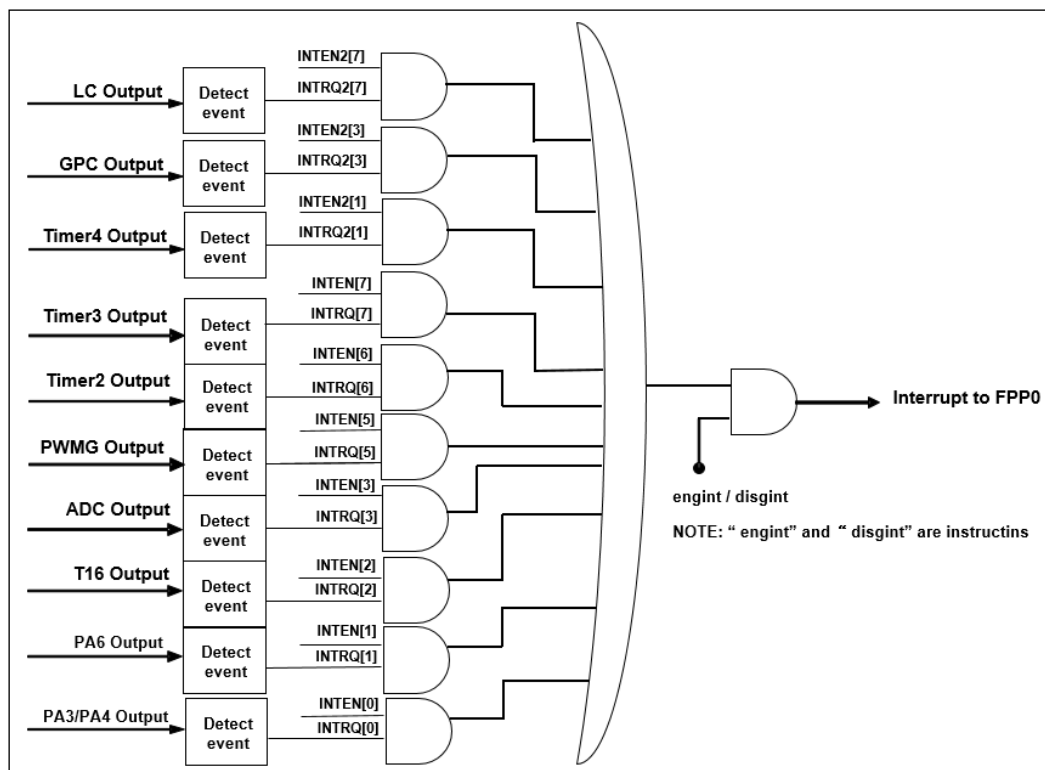 INTEN2[7]
LC Output
Detect
event
INTRQ2[7]
INTEN2[3]
GPC Output
Detect
event
INTRQ2[3]
INTEN2[1]
Timer4 Output
Detect
event
INTRQ2[1]
INTEN[7]
Timer3 Output
Detect
event
INTRQ[7]
INTEN[6]
Timer2 Output
Detect
event
INTRQ[6]
INTEN[5]
PWMG Output
Detect
event
INTRQ[5]
INTEN[3]
ADC Output
Detect
event
INTRQ[3]
INTEN[2]
T16 Output
Detect
event
INTRQ[2]
INTEN[1]
PA6 Output
Detect
event
INTRQ[1]
INTEN[0]
PA3/PA4 Output
Detect
event
INTRQ[0]
Interrupt to FPP0
engint / disgint
NOTE: “ engint” and “ disgint” are instructins